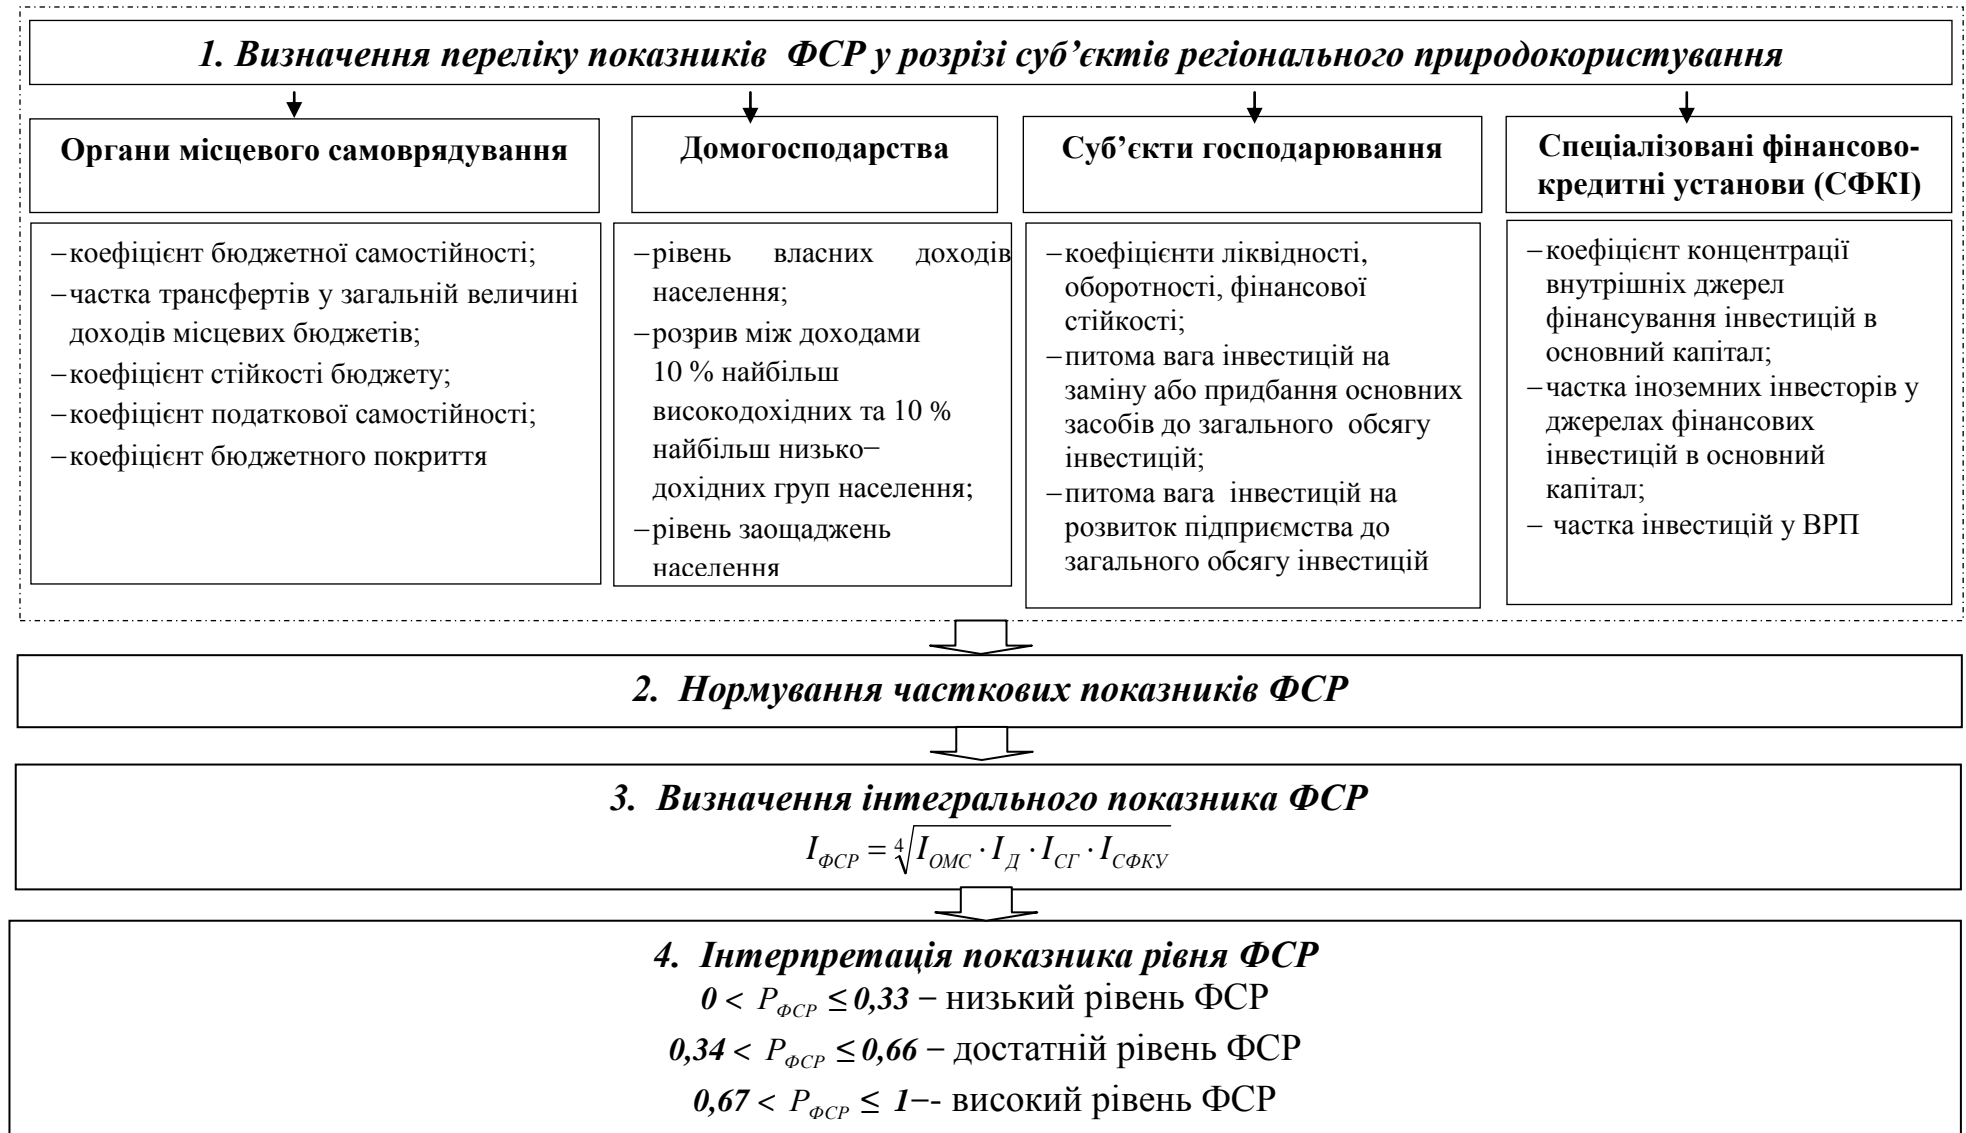 1. Визначення переліку показників ФСР у розрізі суб’єктів регіонального природокористування
Органи місцевого самоврядування
−коефіцієнт бюджетної самостійності;
−частка трансфертів у загальній величині
доходів місцевих бюджетів;
−коефіцієнт стійкості бюджету;
−коефіцієнт податкової самостійності;
−коефіцієнт бюджетного покриття
Домогосподарства
−рівень власних доходів
населення;
−розрив між доходами
10 % найбільш
високодохідних та 10 %
найбільш низько−
дохідних груп населення;
−рівень заощаджень
населення
Суб’єкти господарювання
−коефіцієнти ліквідності,
оборотності, фінансової
стійкості;
−питома вага інвестицій на
заміну або придбання основних
засобів до загального обсягу
інвестицій;
−питома вага інвестицій на
розвиток підприємства до
загального обсягу інвестицій
Спеціалізовані фінансово-
кредитні установи (СФКІ)
−коефіцієнт концентрації
внутрішніх джерел
фінансування інвестицій в
основний капітал;
−частка іноземних інвесторів у
джерелах фінансових
інвестицій в основний
капітал;
− частка інвестицій у ВРП
2. Нормування часткових показників ФСР
3. Визначення інтегрального показника ФСР
I_ФСР = ∜(I_ОМС · I_Д · I_СГ · I_СФКУ)
4. Інтерпретація показника рівня ФСР
0 < P_ФСР ≤ 0,33 − низький рівень ФСР
0,34 < P_ФСР ≤ 0,66 − достатній рівень ФСР
0,67 < P_ФСР ≤ 1−- високий рівень ФСР